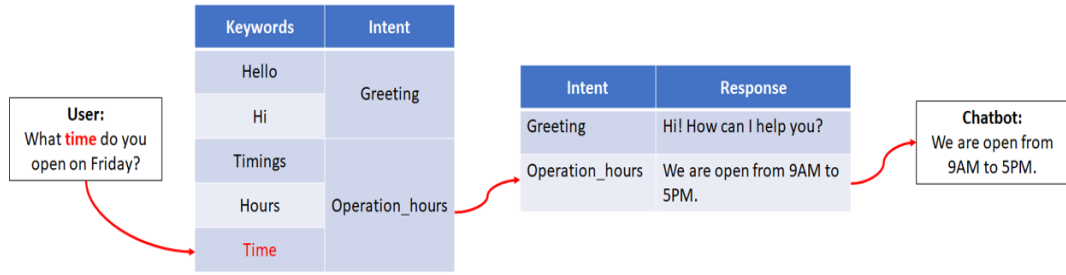 Keywords Intent
Hello
Greeting
Hi
Timings
Hours
Operation_hours
Time
User:
What time do you
open on Friday?
Intent Response
Greeting Hi! How can I help you?
Operation_hours We are open from 9AM to
5PM.
Chatbot:
We are open from
9AM to 5PM.